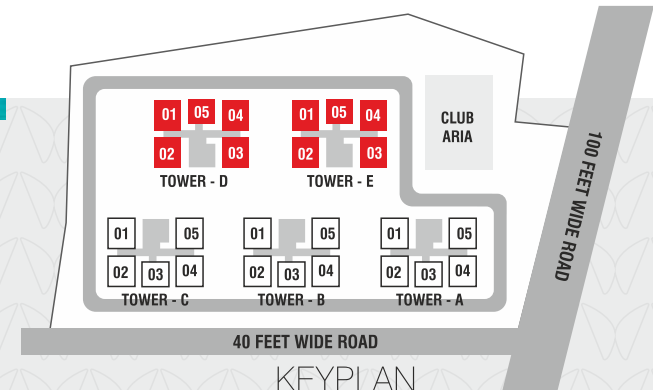 01 05 04 01 05 04
02 03 02 03
TOWER - D TOWER - E
CLUB
ARIA
100 FEET WIDE ROAD
01 05 01 05 01 05
02 03 04 02 03 04 02 03 04
TOWER - C TOWER - B TOWER - A
40 FEET WIDE ROAD
KEYPLAN